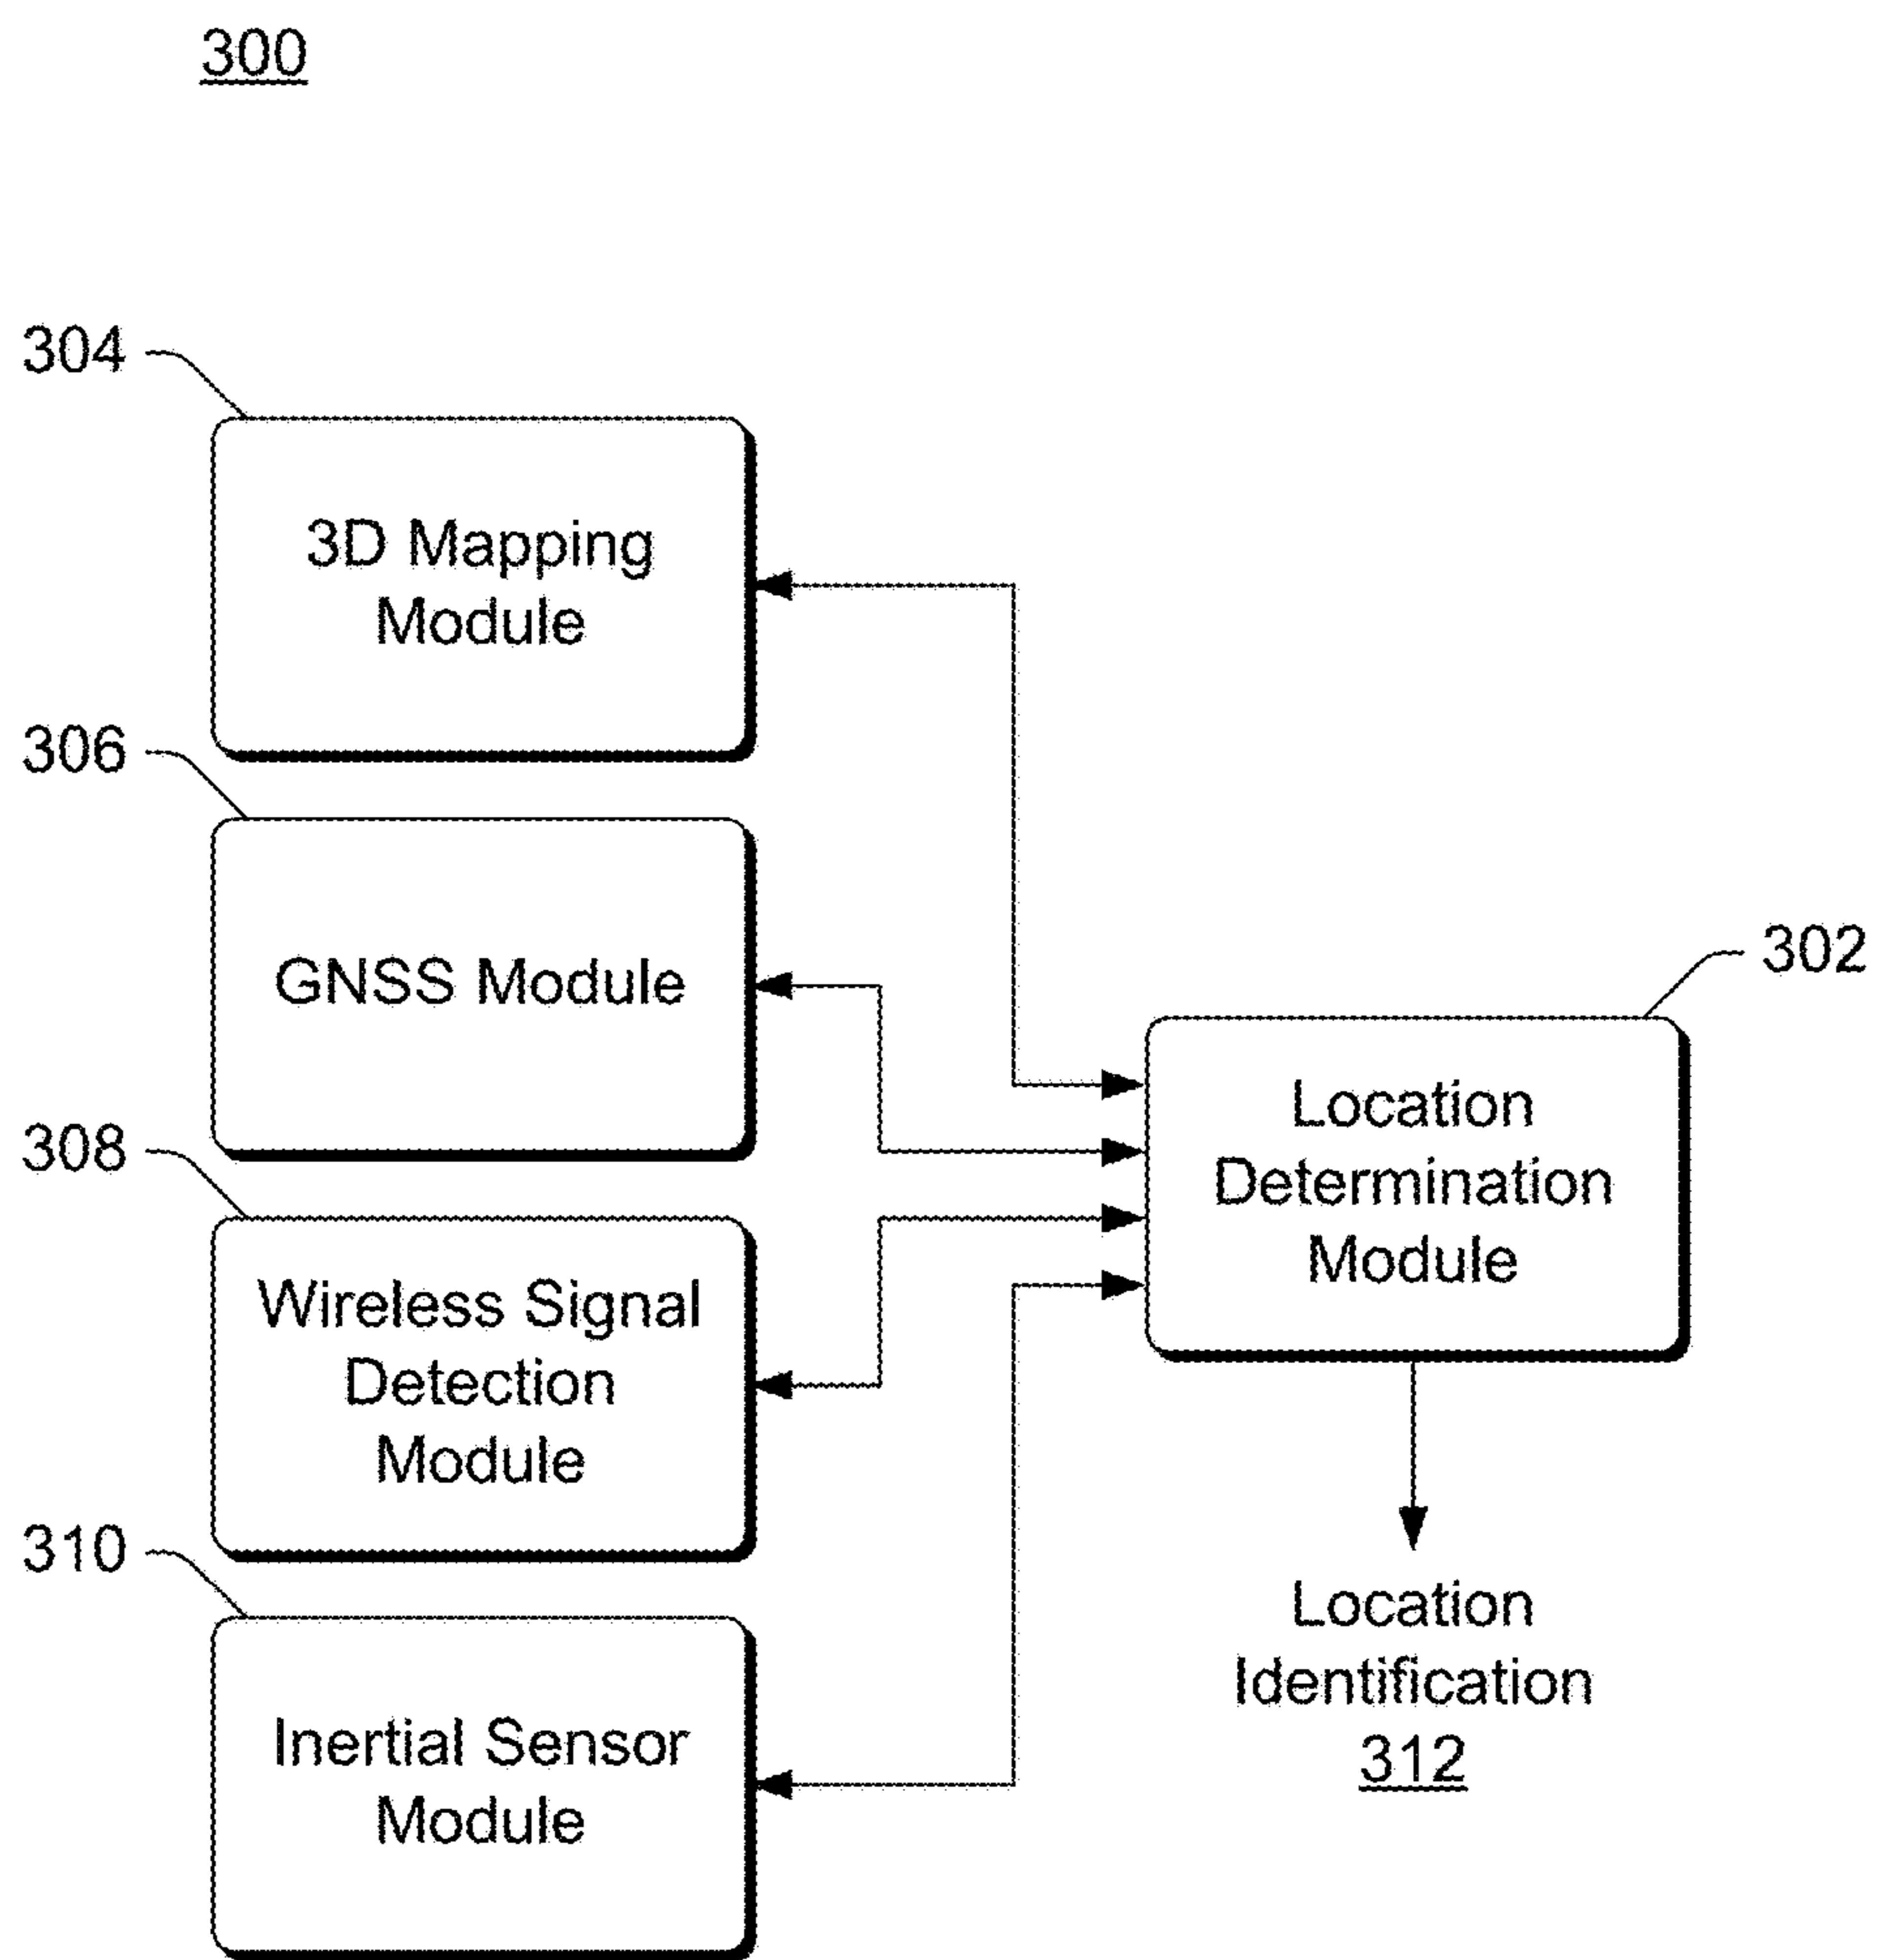 300
304
3D Mapping
Module
306
GNSS Module
302
Location
Determination
Module
308
Wireless Signal
Detection
Module
310
Inertial Sensor
Module
Location
Identification
312